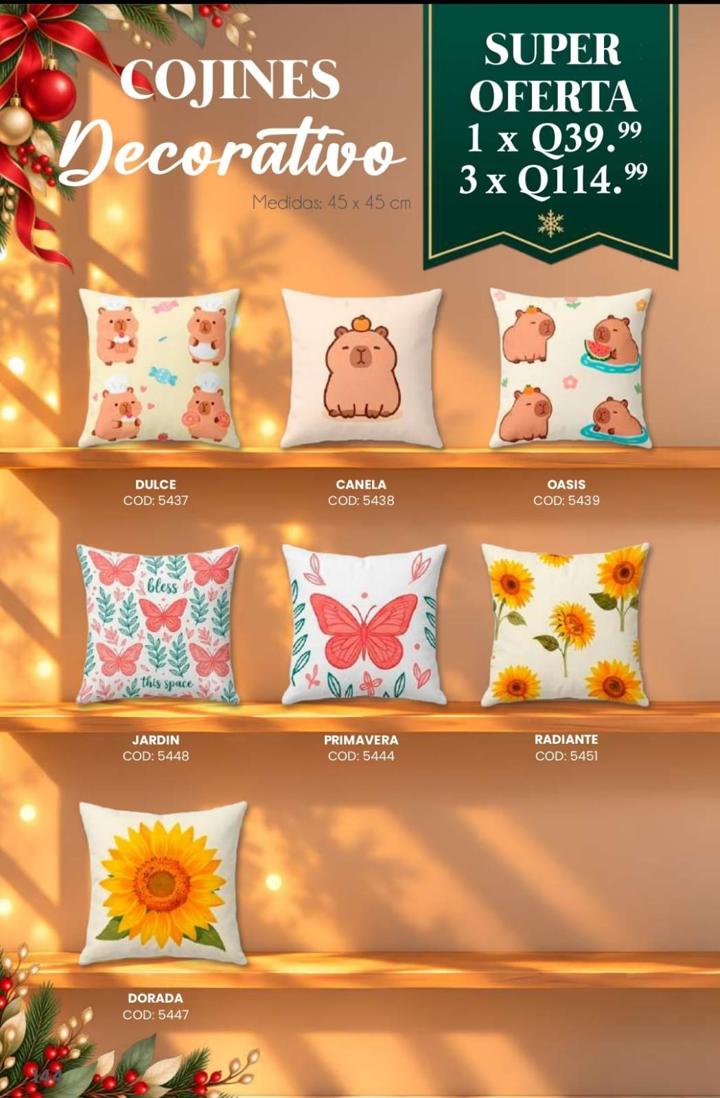 COJINES
Decorativo
Medidas: 45 x 45 cm
SUPER
OFERTA
1 x Q39.99
3 x Q114.99
DULCE
COD: 5437
CANELA
COD: 5438
OASIS
COD: 5439
bless
this space
JARDIN
COD: 5448
PRIMAVERA
COD: 5444
RADIANTE
COD: 5451
DORADA
COD: 5447